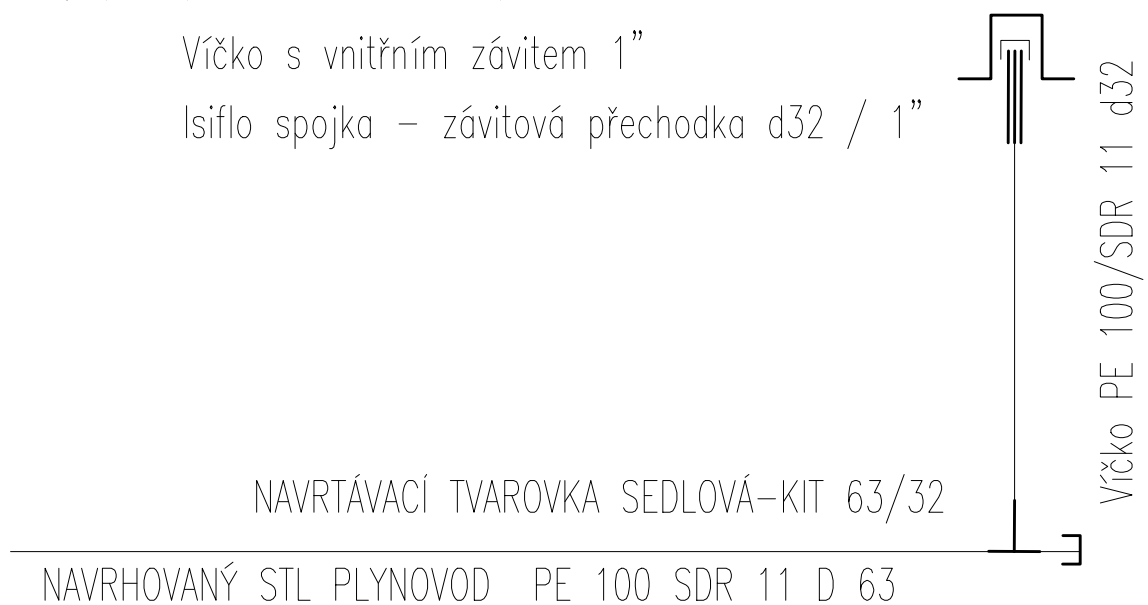 Víčko s vnitřním závitem 1”
Isiflo spojka – závitová přechodka d32 / 1”
Víčko PE 100/SDR 11 d32
NAVRTÁVACÍ TVAROVKA SEDLOVÁ–KIT 63/32
NAVRHOVANÝ STL PLYNOVOD PE 100 SDR 11 D 63